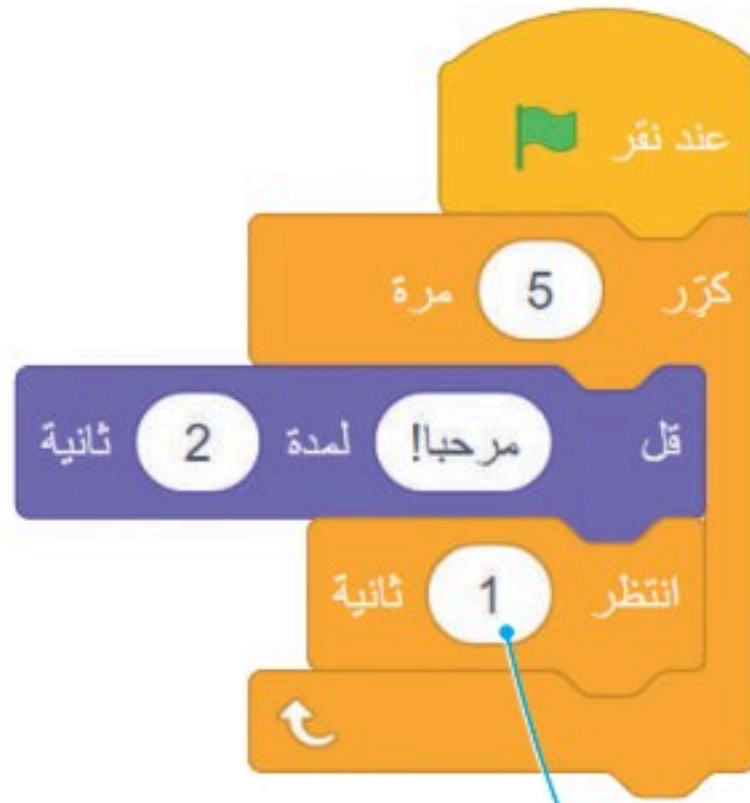 عند نقر
كرّر 5 مرة
قل مرحبا! لمدة 2 ثانية
انتظر 1 ثانية